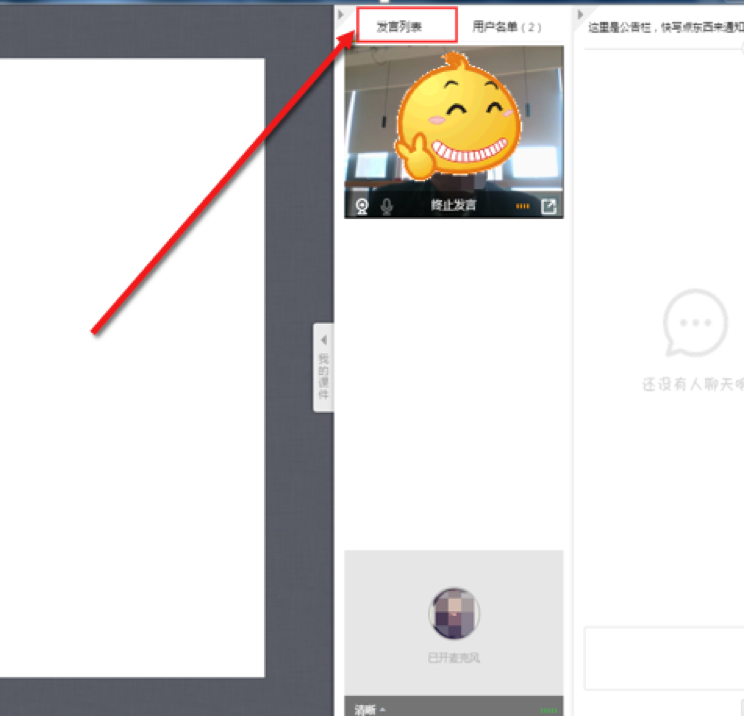 发言列表
用户名单（2）
这里是公告栏，快写点东西来通知
终止发言
我的课件
还没有人聊天
已开麦克风
清晰